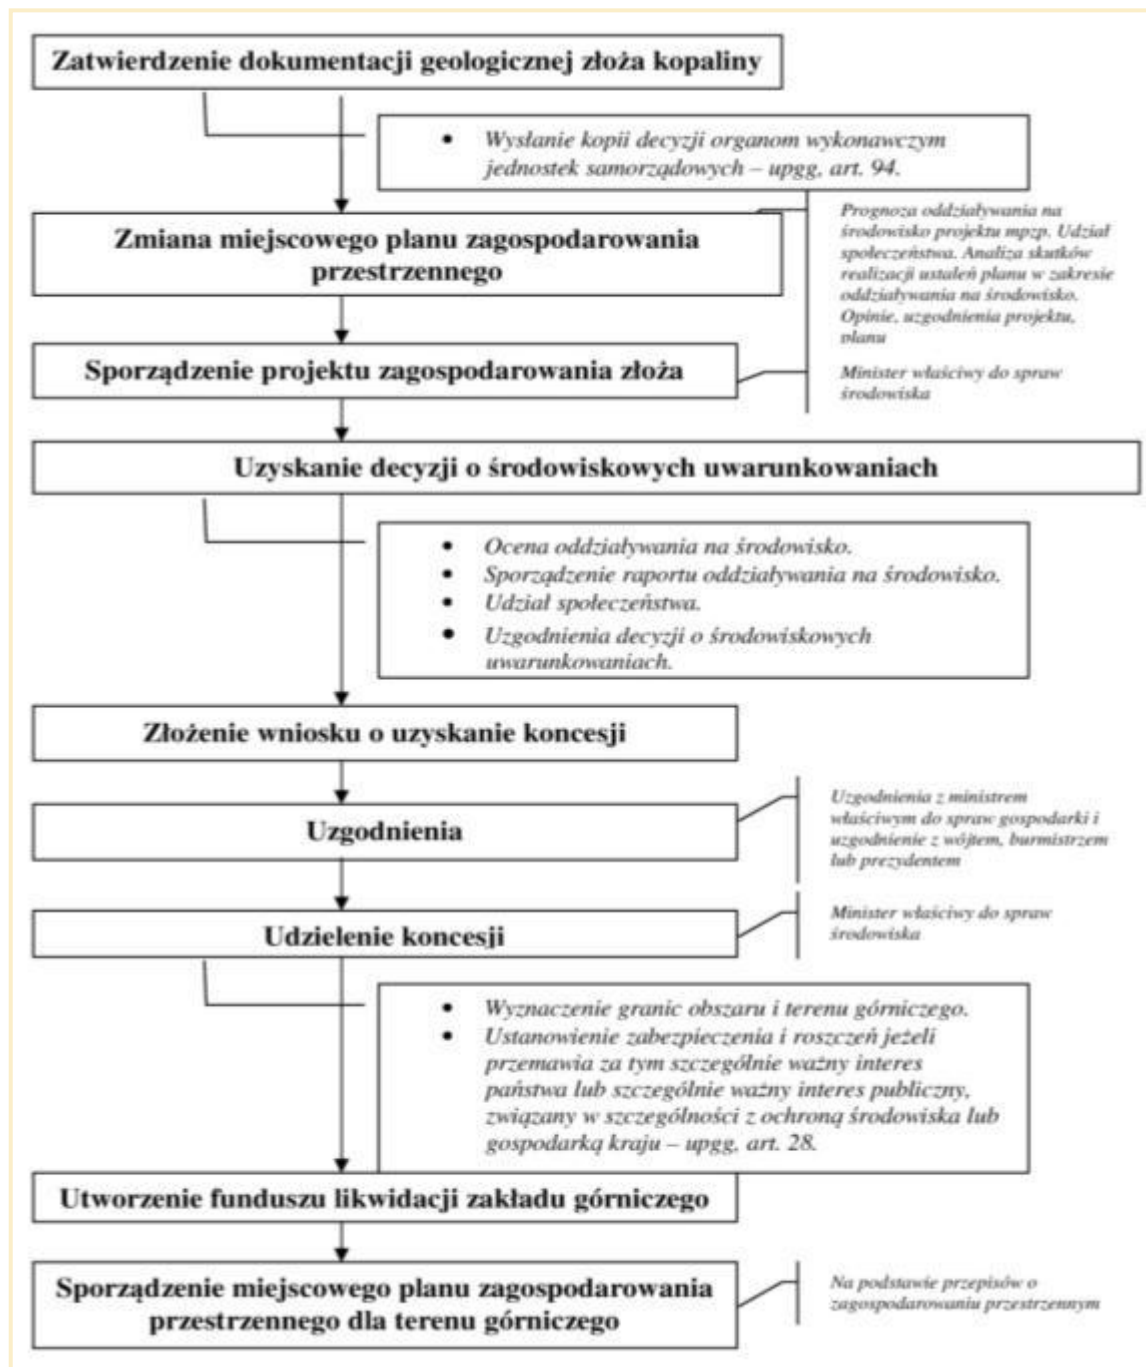 Zatwierdzenie dokumentacji geologicznej złoża kopaliny
• Wysłanie kopii decyzji organom wykonawczym
jednostek samorządowych – upgg, art. 94.
Zmiana miejscowego planu zagospodarowania
przestrzennego
Prognoza oddziaływania na
środowisko projektu mpzp. Udział
społeczeństwa. Analiza skutków
realizacji ustaleń planu w zakresie
oddziaływania na środowisko.
Opinie, uzgodnienia projektu,
planu
Sporządzenie projektu zagospodarowania złoża
Minister właściwy do spraw
środowiska
Uzyskanie decyzji o środowiskowych uwarunkowaniach
• Ocena oddziaływania na środowisko.
• Sporządzenie raportu oddziaływania na środowisko.
• Udział społeczeństwa.
• Uzgodnienia decyzji o środowiskowych
uwarunkowaniach.
Złożenie wniosku o uzyskanie koncesji
Uzgodnienia
Uzgodnienia z ministrem
właściwym do spraw gospodarki i
uzgodnienie z wójtem, burmistrzem
lub prezydentem
Udzielenie koncesji
Minister właściwy do spraw
środowiska
• Wyznaczenie granic obszaru i terenu górniczego.
• Ustanowienie zabezpieczenia i roszczeń jeżeli
przemawia za tym szczególnie ważny interes
państwa lub szczególnie ważny interes publiczny,
związany w szczególności z ochroną środowiska lub
gospodarką kraju – upgg, art. 28.
Utworzenie funduszu likwidacji zakładu górniczego
Sporządzenie miejscowego planu zagospodarowania
przestrzennego dla terenu górniczego
Na podstawie przepisów o
zagospodarowaniu przestrzennym